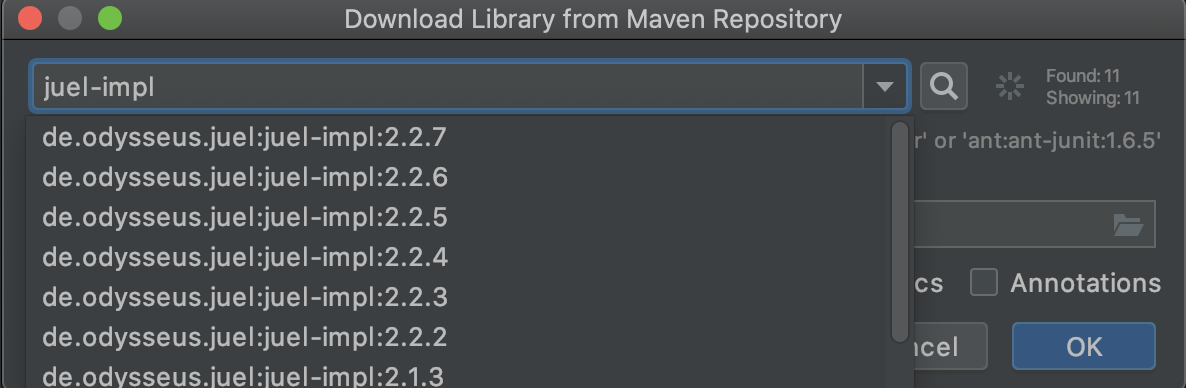 Download Library from Maven Repository
juel-impl
Found: 11
Showing: 11
de.odysseus.juel:juel-impl:2.2.7
r' or 'ant:ant-junit:1.6.5'
de.odysseus.juel:juel-impl:2.2.6
de.odysseus.juel:juel-impl:2.2.5
de.odysseus.juel:juel-impl:2.2.4
de.odysseus.juel:juel-impl:2.2.3
cs Annotations
de.odysseus.juel:juel-impl:2.2.2
ncel OK
de.odysseus.juel:juel-impl:2.1.3